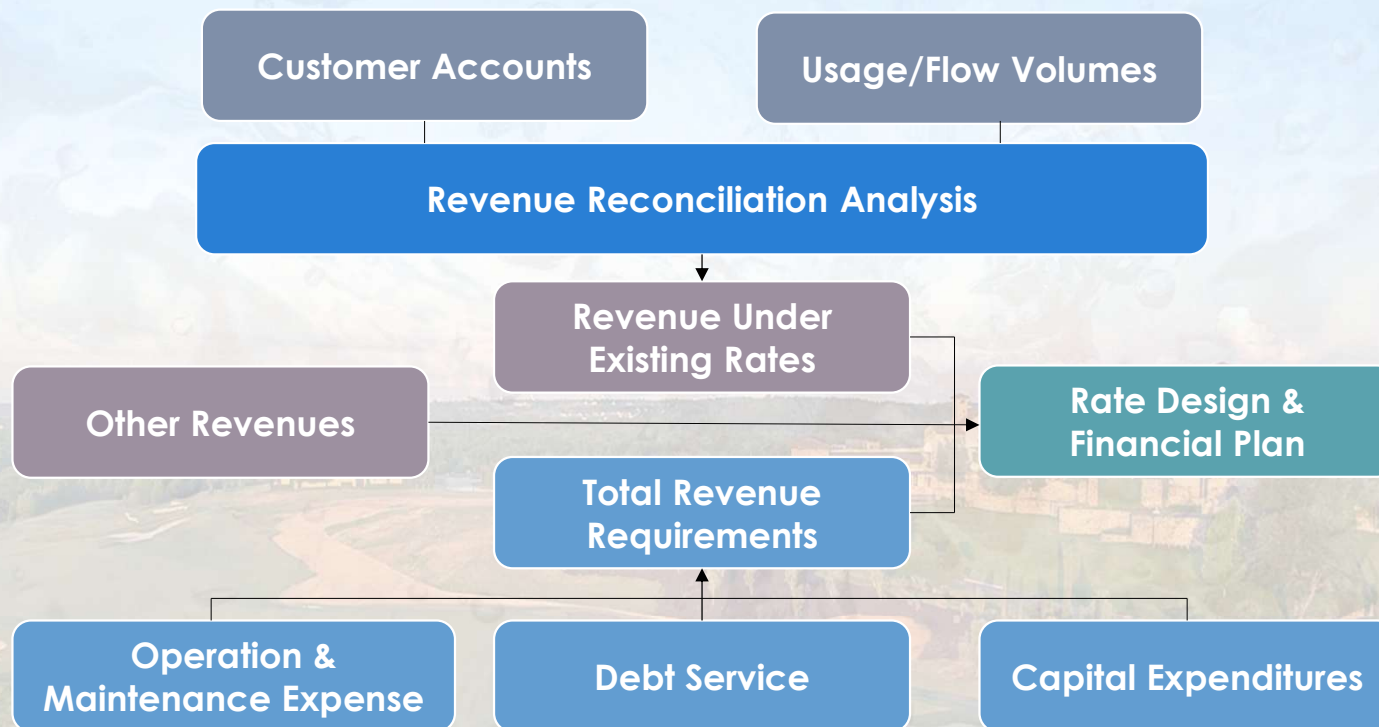 Customer Accounts
Usage/Flow Volumes
Revenue Reconciliation Analysis
Revenue Under
Existing Rates
Other Revenues
Rate Design &
Financial Plan
Total Revenue
Requirements
Operation &
Maintenance Expense
Debt Service
Capital Expenditures